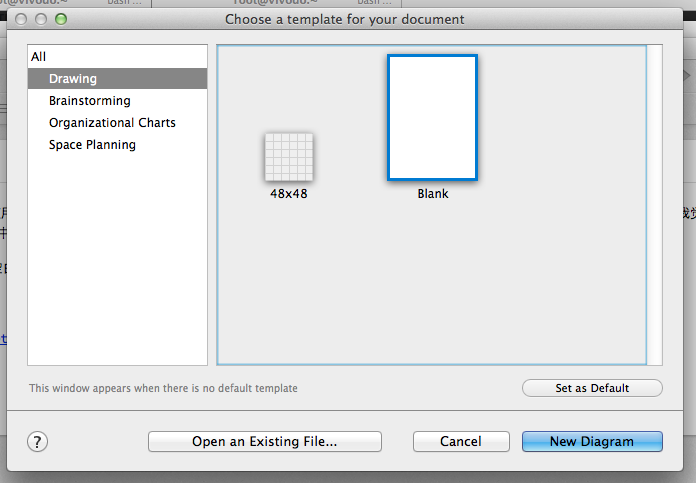 Choose a template for your document
All
Drawing
Brainstorming
Organizational Charts
Space Planning
48x48
Blank
This window appears when there is no default template
Set as Default
?
Open an Existing File...
Cancel
New Diagram